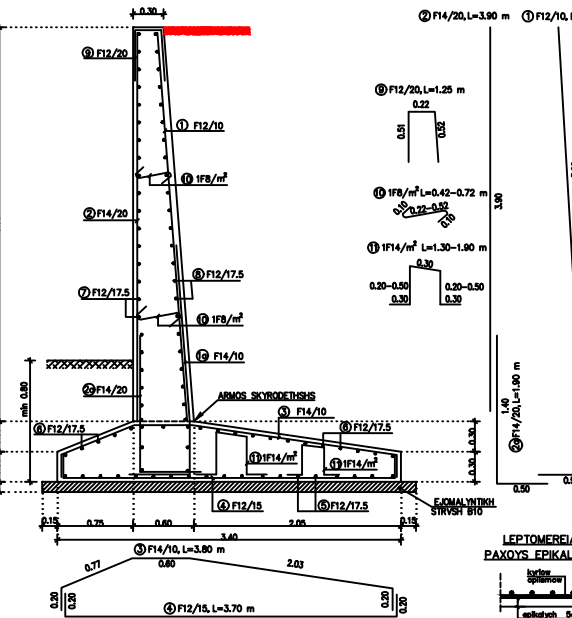 0.30
② F14/20, L=3.90 m
① F12/10, L
⑨ F12/20
⑨ F12/20, L=1.25 m
0.22
0.51
0.52
① F12/10
⑩ 1F8/m²
⑩ 1F8/m² L=0.42-0.72 m
0.10
0.22-0.52
0.10
3.90
② F14/20
⑪ 1F14/m² L=1.30-1.90 m
0.30
0.20-0.50
0.20-0.50
0.30
0.30
⑧ F12/17.5
⑦ F12/17.5
⑩ 1F8/m²
1α F14/10
min 0.80
2α F14/20
ARMOS SKYRODETHSHS
③ F14/10
1.40
2α F14/20, L=1.90 m
⑥ F12/17.5
⑥ F12/17.5
0.30
⑪ 1F14/m²
⑪ 1F14/m²
0.30
0.50
④ F12/15
⑤ F12/17.5
EJOMALYNTIKH
STRVSH B10
0.15
0.75
0.60
2.05
0.15
3.40
③ F14/10, L=3.80 m
0.77
0.60
2.03
0.20
0.20
0.20
0.20
④ F12/15, L=3.70 m
LEPTOMEREI
PAXOYS EPIKAL
kyriow
oplismow
epikalych